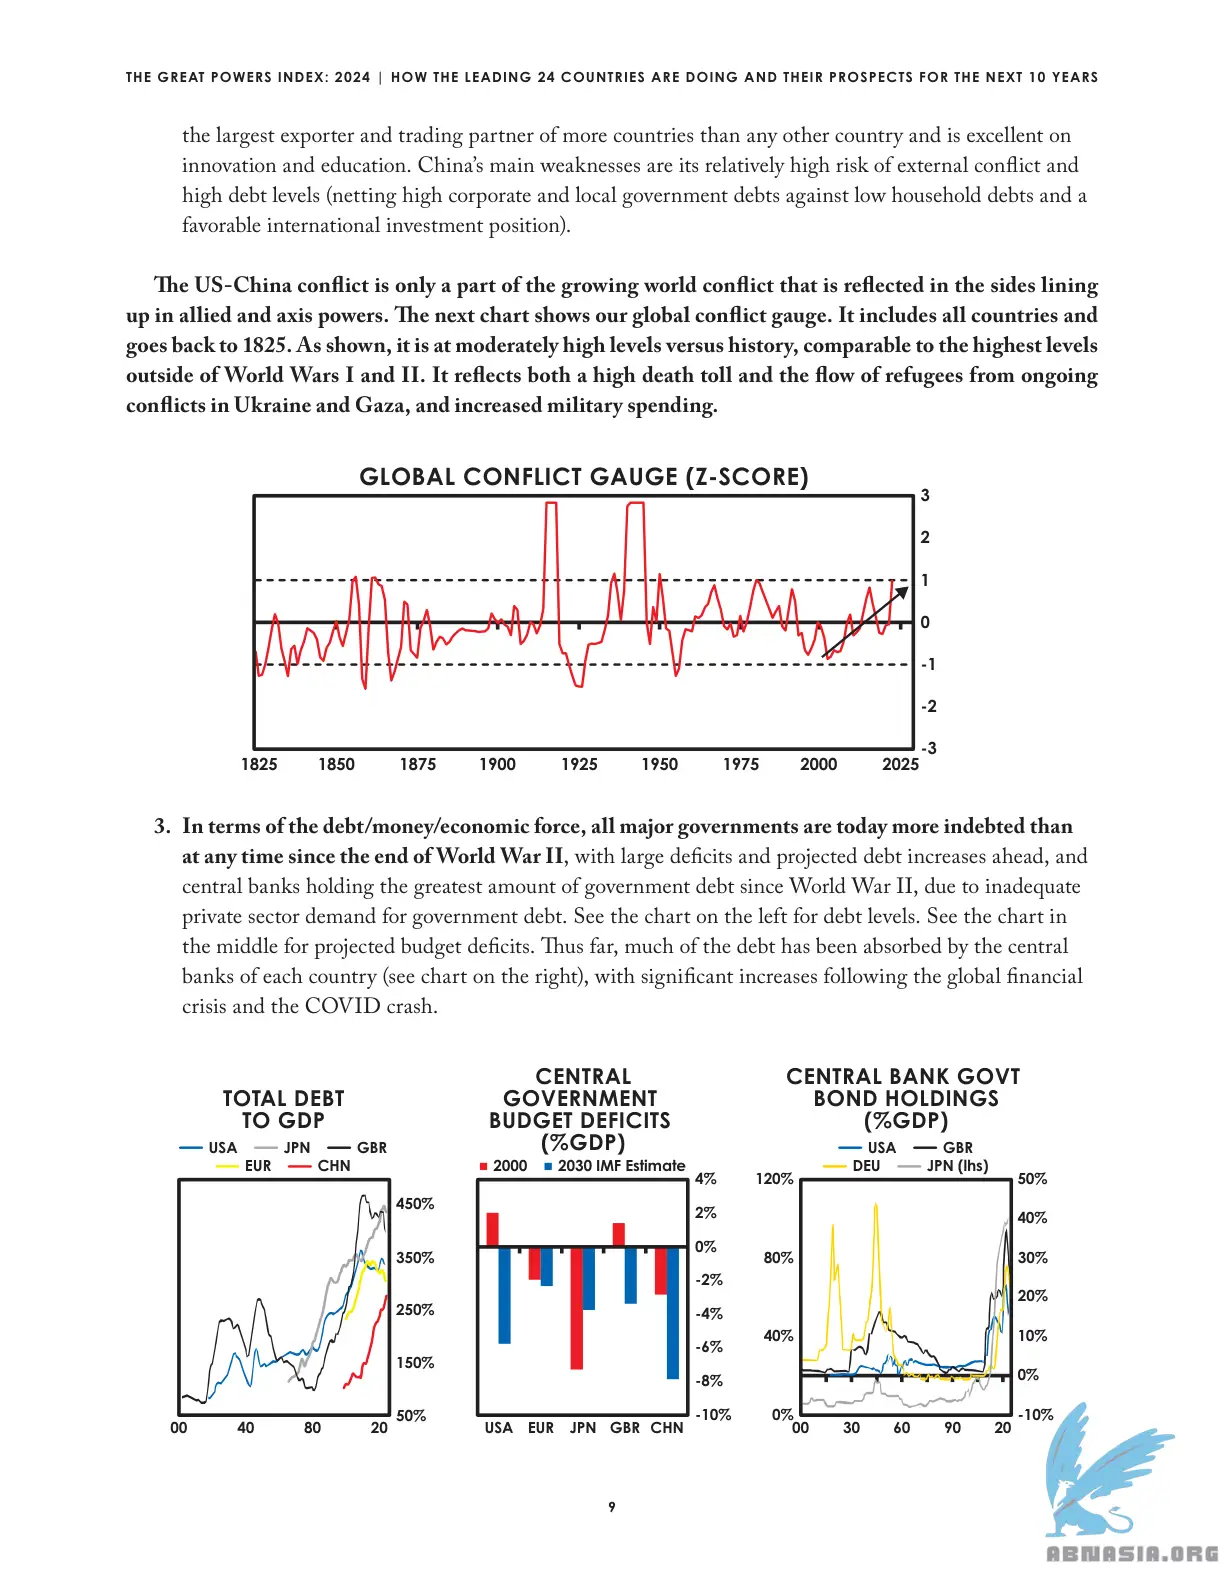 THE GREAT POWERS INDEX: 2024 | HOW THE LEADING 24 COUNTRIES ARE DOING AND THEIR PROSPECTS FOR THE NEXT 10 YEARS
the largest exporter and trading partner of more countries than any other country and is excellent on
innovation and education. China’s main weaknesses are its relatively high risk of external conflict and
high debt levels (netting high corporate and local government debts against low household debts and a
favorable international investment position).
The US-China conflict is only a part of the growing world conflict that is reflected in the sides lining
up in allied and axis powers. The next chart shows our global conflict gauge. It includes all countries and
goes back to 1825. As shown, it is at moderately high levels versus history, comparable to the highest levels
outside of World Wars I and II. It reflects both a high death toll and the flow of refugees from ongoing
conflicts in Ukraine and Gaza, and increased military spending.
GLOBAL CONFLICT GAUGE (Z-SCORE)
3
2
1
0
-1
-2
-3
1825 1850 1875 1900 1925 1950 1975 2000 2025
3. In terms of the debt/money/economic force, all major governments are today more indebted than
at any time since the end of World War II, with large deficits and projected debt increases ahead, and
central banks holding the greatest amount of government debt since World War II, due to inadequate
private sector demand for government debt. See the chart on the left for debt levels. See the chart in
the middle for projected budget deficits. Thus far, much of the debt has been absorbed by the central
banks of each country (see chart on the right), with significant increases following the global financial
crisis and the COVID crash.
TOTAL DEBT
TO GDP
USA JPN GBR
EUR CHN
450%
350%
250%
150%
50%
00 40 80 20
CENTRAL
GOVERNMENT
BUDGET DEFICITS
(%GDP)
2000 2030 IMF Estimate
4%
2%
0%
-2%
-4%
-6%
-8%
-10%
USA EUR JPN GBR CHN
CENTRAL BANK GOVT
BOND HOLDINGS
(%GDP)
USA GBR
DEU JPN (lhs)
120%
80%
40%
0%
50%
40%
30%
20%
10%
0%
-10%
00 30 60 90 20
9
ABNASIA.ORG